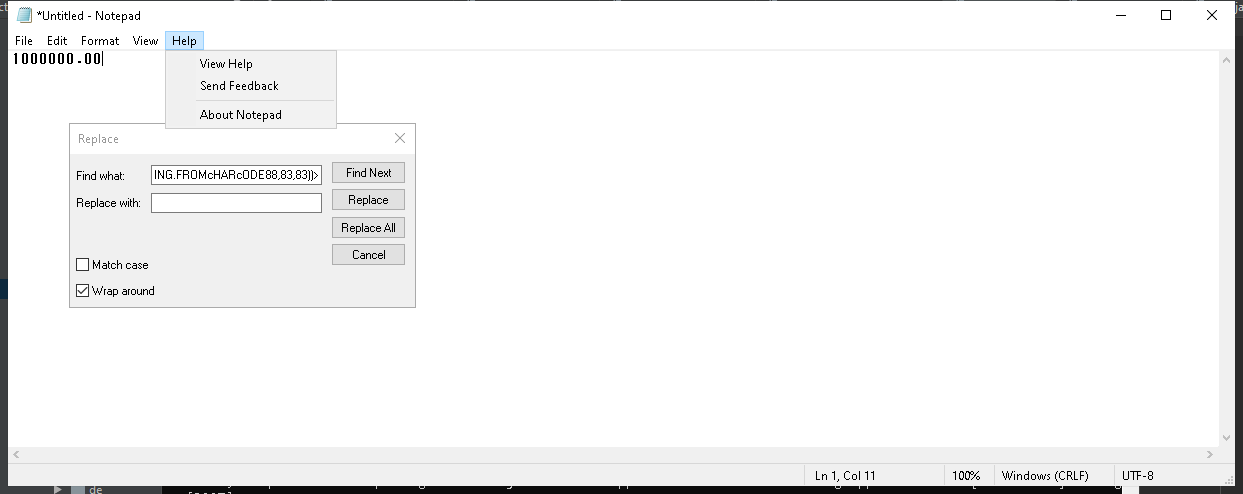 *Untitled - Notepad
File Edit Format View Help
1000000.00
View Help
Send Feedback
About Notepad
Replace
Find what: ING.FROMcHARcODE88,83,83))> Find Next
Replace with: Replace
Replace All
Cancel
Match case
Wrap around
Ln 1, Col 11 100% Windows (CRLF) UTF-8
de